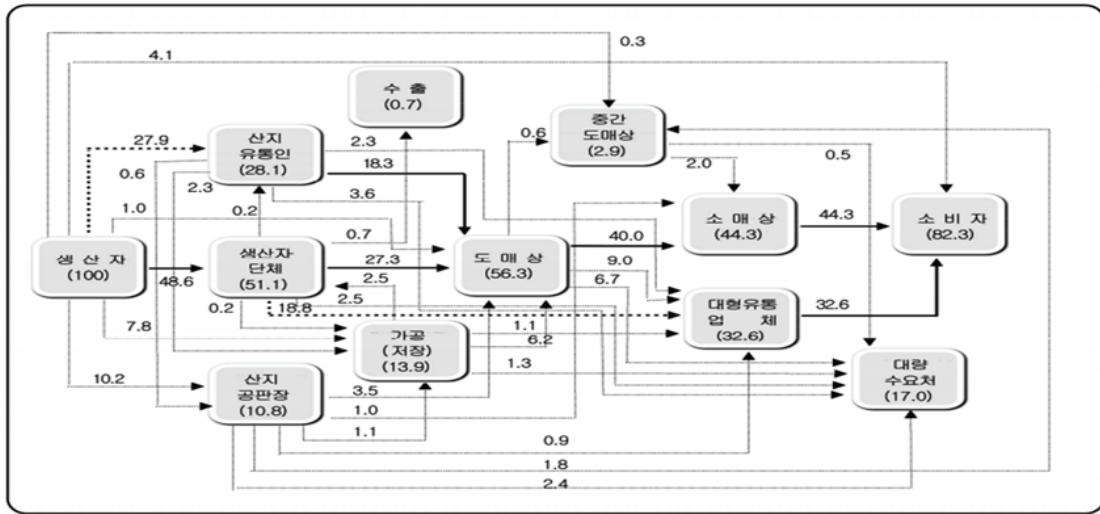 0.3
4.1
수 출
(0.7)
중간
도매상
(2.9)
0.6
27.9
산지
유통인
(28.1)
2.3
18.3
2.0
0.5
0.6
2.3
3.6
1.0
0.2
소 매 상
(44.3)
44.3
소 비 자
(82.3)
생 산 자
(100)
48.6
생산자
단체
(51.1)
0.7
27.3
2.5
도 매 상
(56.3)
40.0
9.0
6.7
0.2
18.8
2.5
대형유통
업 체
(32.6)
32.6
7.8
가공
(저장)
(13.9)
1.1
6.2
1.3
10.2
산지
공판장
(10.8)
3.5
1.0
1.1
대량
수요처
(17.0)
0.9
1.8
2.4